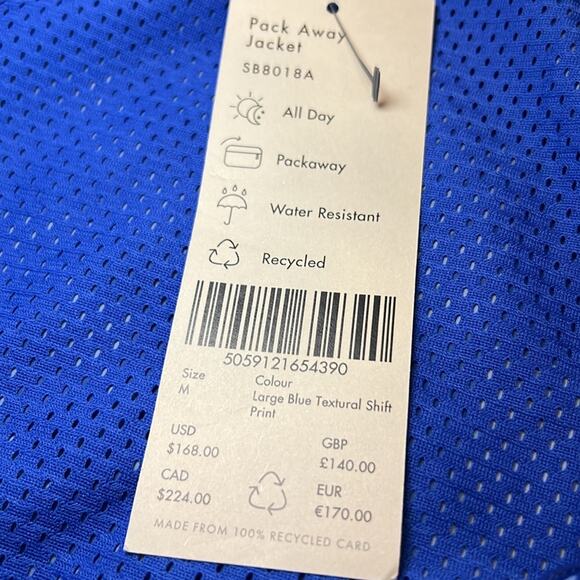 Pack Away
Jacket
SB8018A
All Day
Packaway
Water Resistant
Recycled
5059121654390
Size
M
Colour
Large Blue Textural Shift
Print
USD
$168.00
GBP
£140.00
CAD
$224.00
EUR
€170.00
MADE FROM 100% RECYCLED CARD